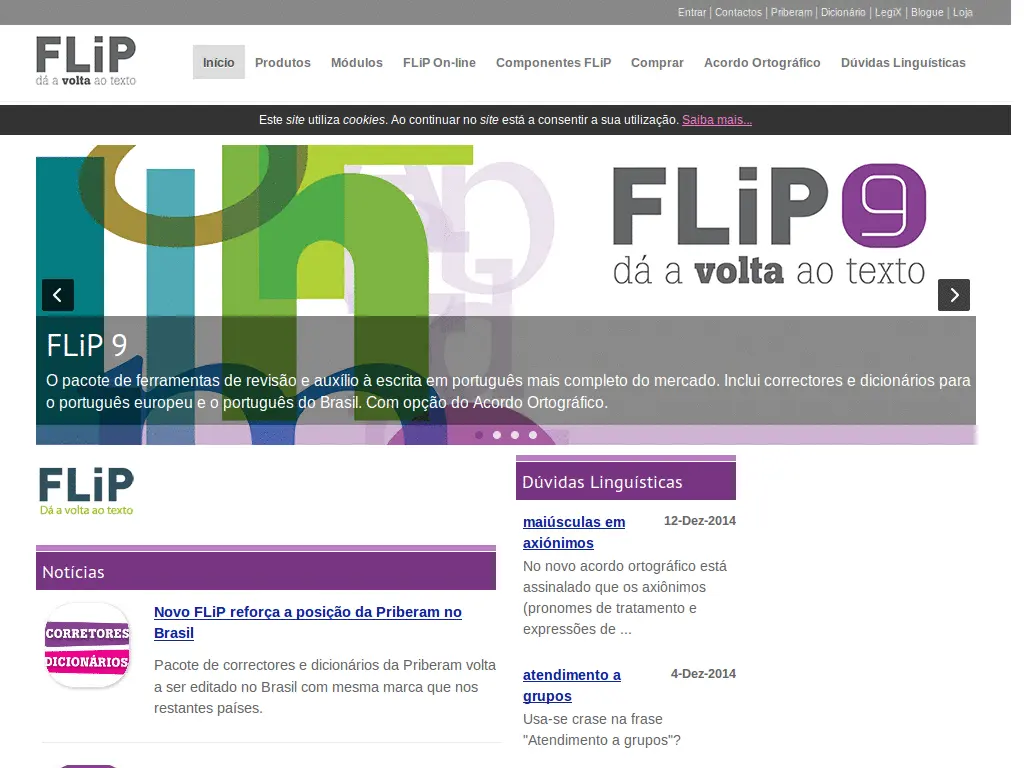 Entrar | Contactos | Priberam | Dicionário | LegiX | Blogue | Loja
FLiP
dá a volta ao texto
Início Produtos Módulos FLiP On-line Componentes FLiP Comprar Acordo Ortográfico Dúvidas Linguísticas
Este site utiliza cookies. Ao continuar no site está a consentir a sua utilização. Saiba mais...
FLiP 9
dá a volta ao texto
FLiP 9
O pacote de ferramentas de revisão e auxílio à escrita em português mais completo do mercado. Inclui correctores e dicionários para
o português europeu e o português do Brasil. Com opção do Acordo Ortográfico.
FLiP
Dá a volta ao texto
Notícias
CORRETORES
DICIONÁRIOS
Novo FLiP reforça a posição da Priberam no
Brasil
Pacote de correctores e dicionários da Priberam volta
a ser editado no Brasil com mesma marca que nos
restantes países.
Dúvidas Linguísticas
maiúsculas em 12-Dez-2014
axiónimos
No novo acordo ortográfico está
assinalado que os axiônimos
(pronomes de tratamento e
expressões de ...
atendimento a 4-Dez-2014
grupos
Usa-se crase na frase
"Atendimento a grupos"?